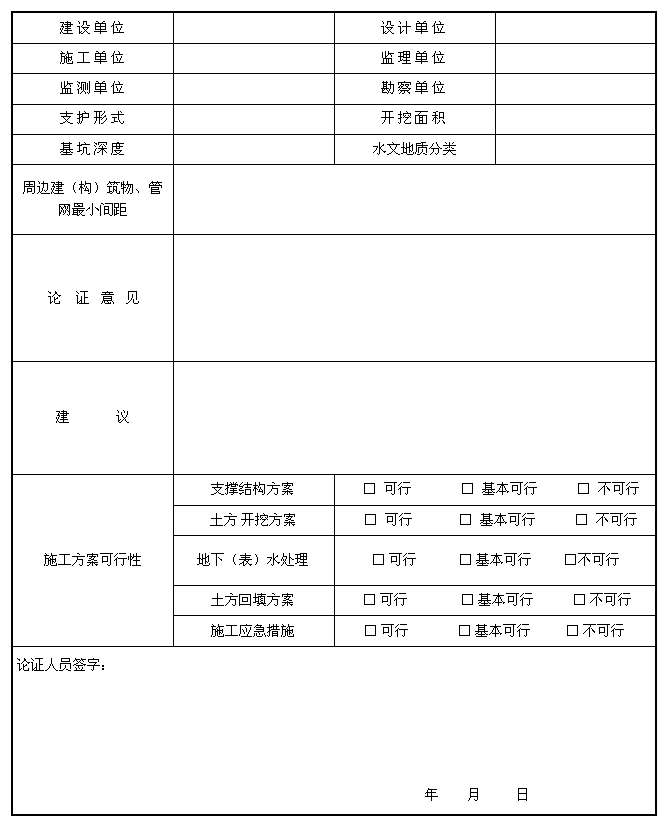 建设单位 设计单位
施工单位 监理单位
监测单位 勘察单位
支护形式 开挖面积
基坑深度 水文地质分类
周边建（构）筑物、管
网最小间距
论 证 意 见
建 议
施工方案可行性
支撑结构方案 □ 可行 □ 基本可行 □ 不可行
土方 开挖方案 □ 可行 □ 基本可行 □ 不可行
地下（表）水处理 □ 可行 □ 基本可行 □不可行
土方回填方案 □ 可行 □ 基本可行 □ 不可行
施工应急措施 □ 可行 □ 基本可行 □ 不可行
论证人员签字：
年 月 日